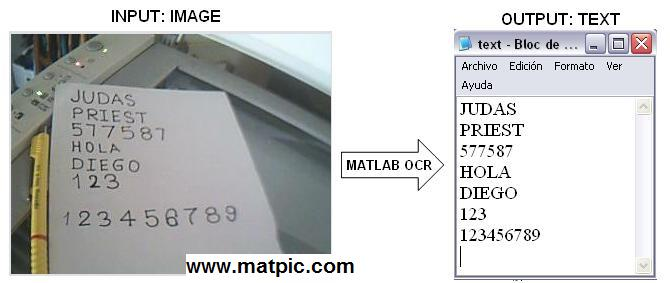 INPUT: IMAGE
JUDAS
PRIEST
577587
HOLA
DIEGO
123
123456789
www.matpic.com
MATLAB OCR
OUTPUT: TEXT
text - Bloc de ...
Archivo Edición Formato Ver
Ayuda
JUDAS
PRIEST
577587
HOLA
DIEGO
123
123456789